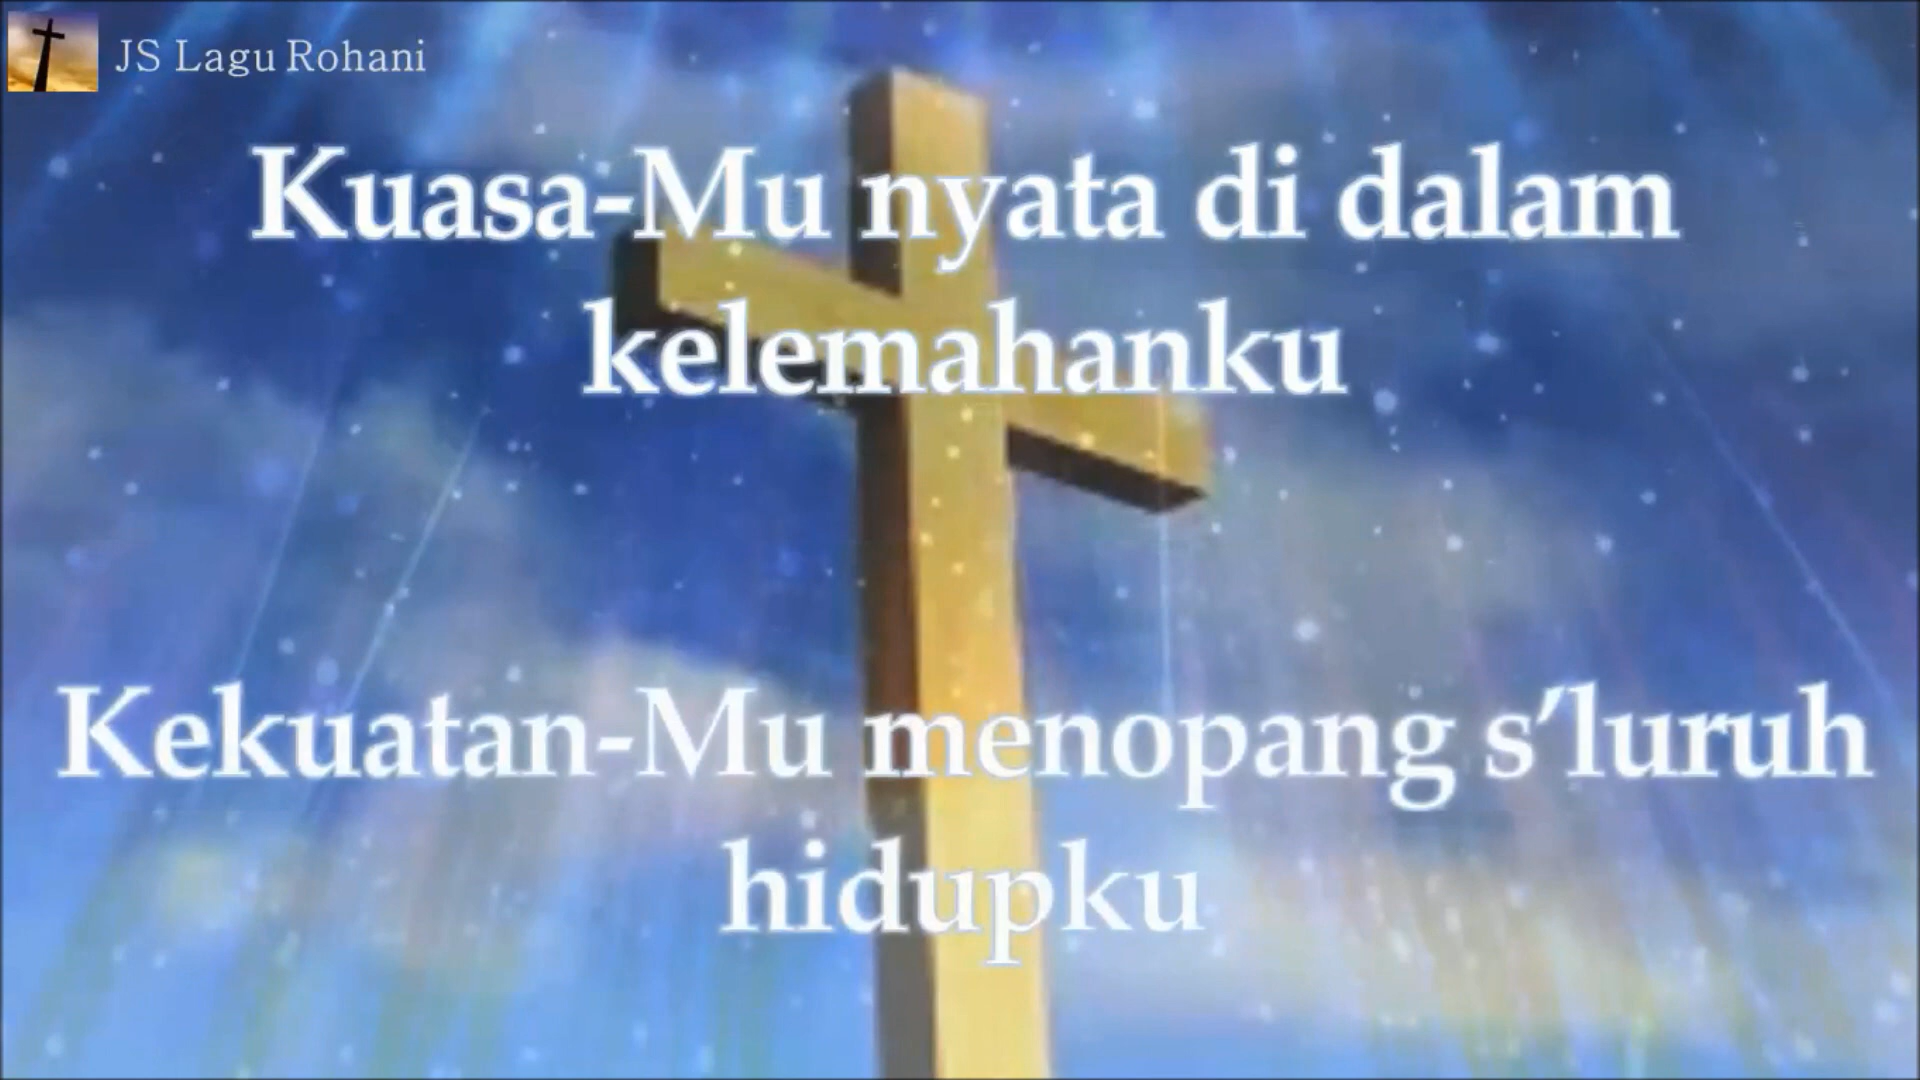 JS Lagu Rohani
Kuasa-Mu nyata di dalam
kelemahanku
Kekuatan-Mu menopang s’luruh
hidupku